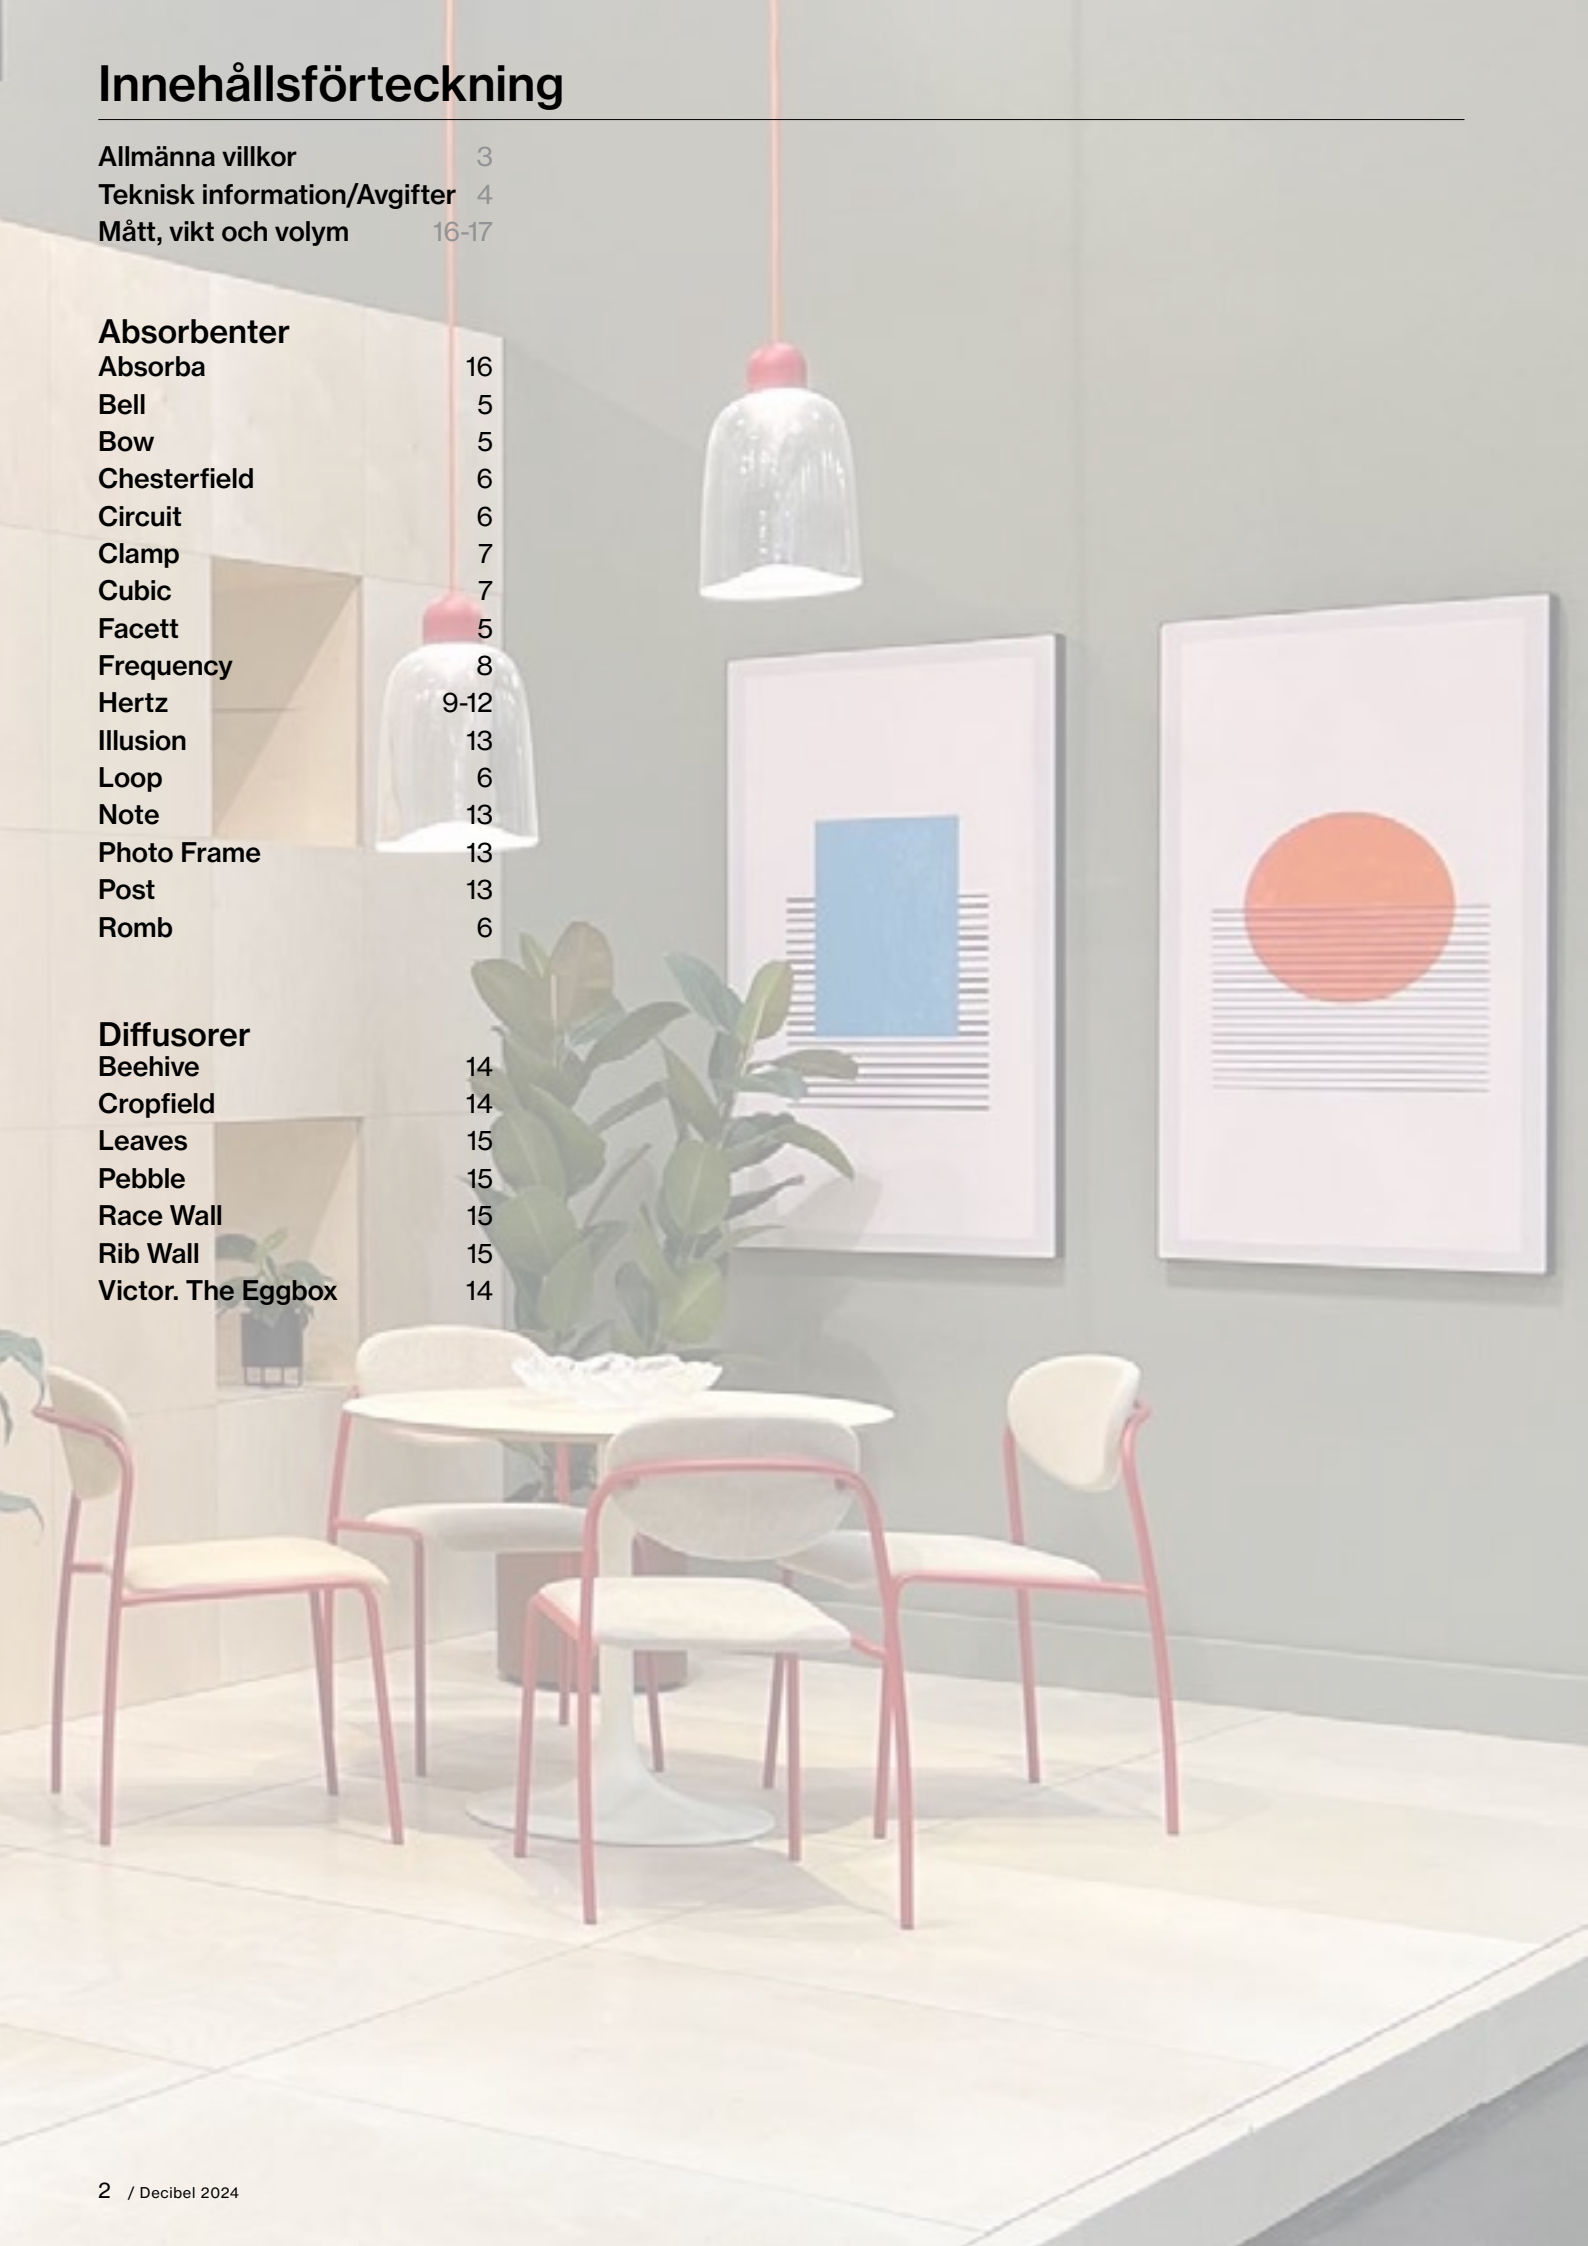 Innehållsförteckning
Allmänna villkor 3
Teknisk information/Avgifter 4
Mått, vikt och volym 16-17
Absorbenter
Absorba 16
Bell 5
Bow 5
Chesterfield 6
Circuit 6
Clamp 7
Cubic 7
Facett 5
Frequency 8
Hertz 9-12
Illusion 13
Loop 6
Note 13
Photo Frame 13
Post 13
Romb 6
Diffusorer
Beehive 14
Cropfield 14
Leaves 15
Pebble 15
Race Wall 15
Rib Wall 15
Victor. The Eggbox 14
2 / Decibel 2024